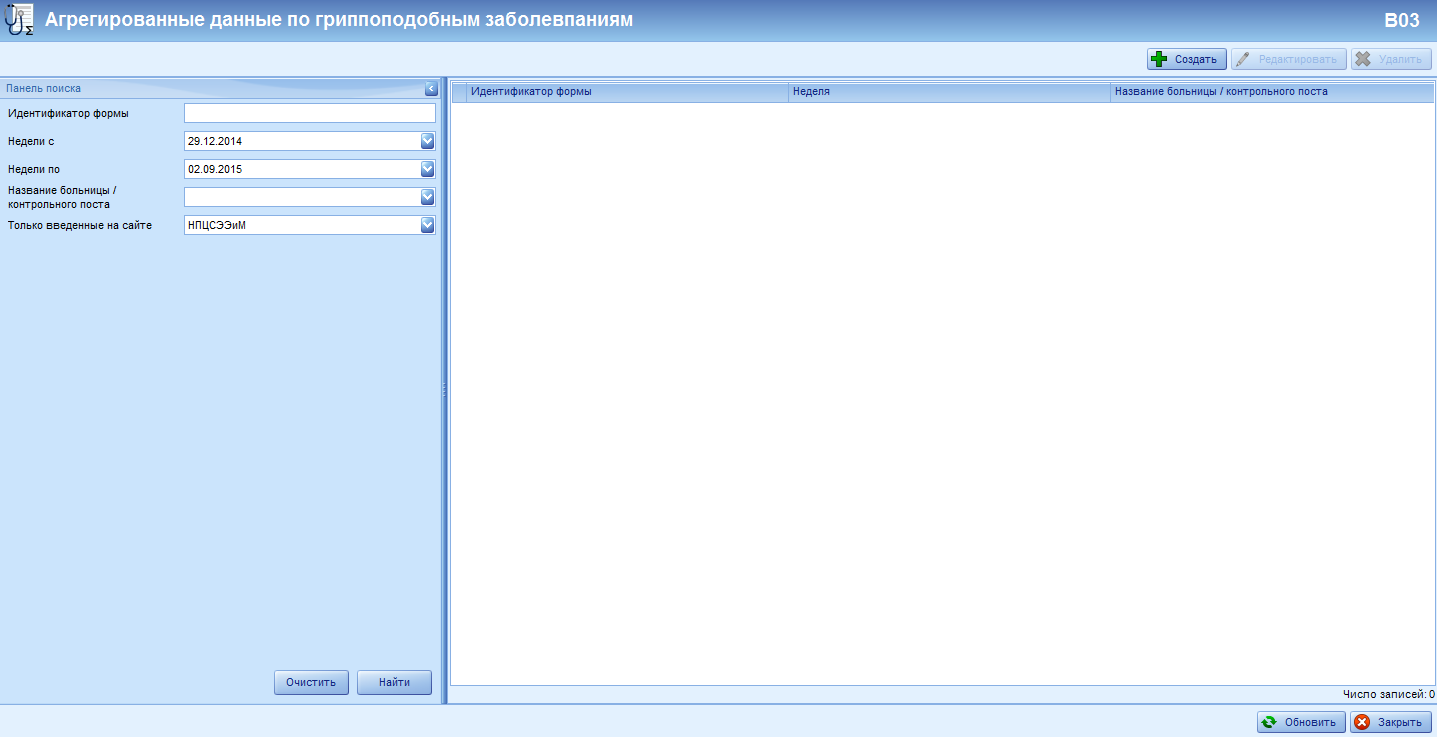 Агрегированные данные по гриппоподобным заболевпаниям
B03
Создать
Редактировать
Удалить
Панель поиска
Идентификатор формы
Недели с
29.12.2014
Недели по
02.09.2015
Название больницы /
контрольного поста
Только введенные на сайте
НПЦСЭЭиМ
Очистить
Найти
Идентификатор формы
Неделя
Название больницы / контрольного поста
Число записей: 0
Обновить
Закрыть